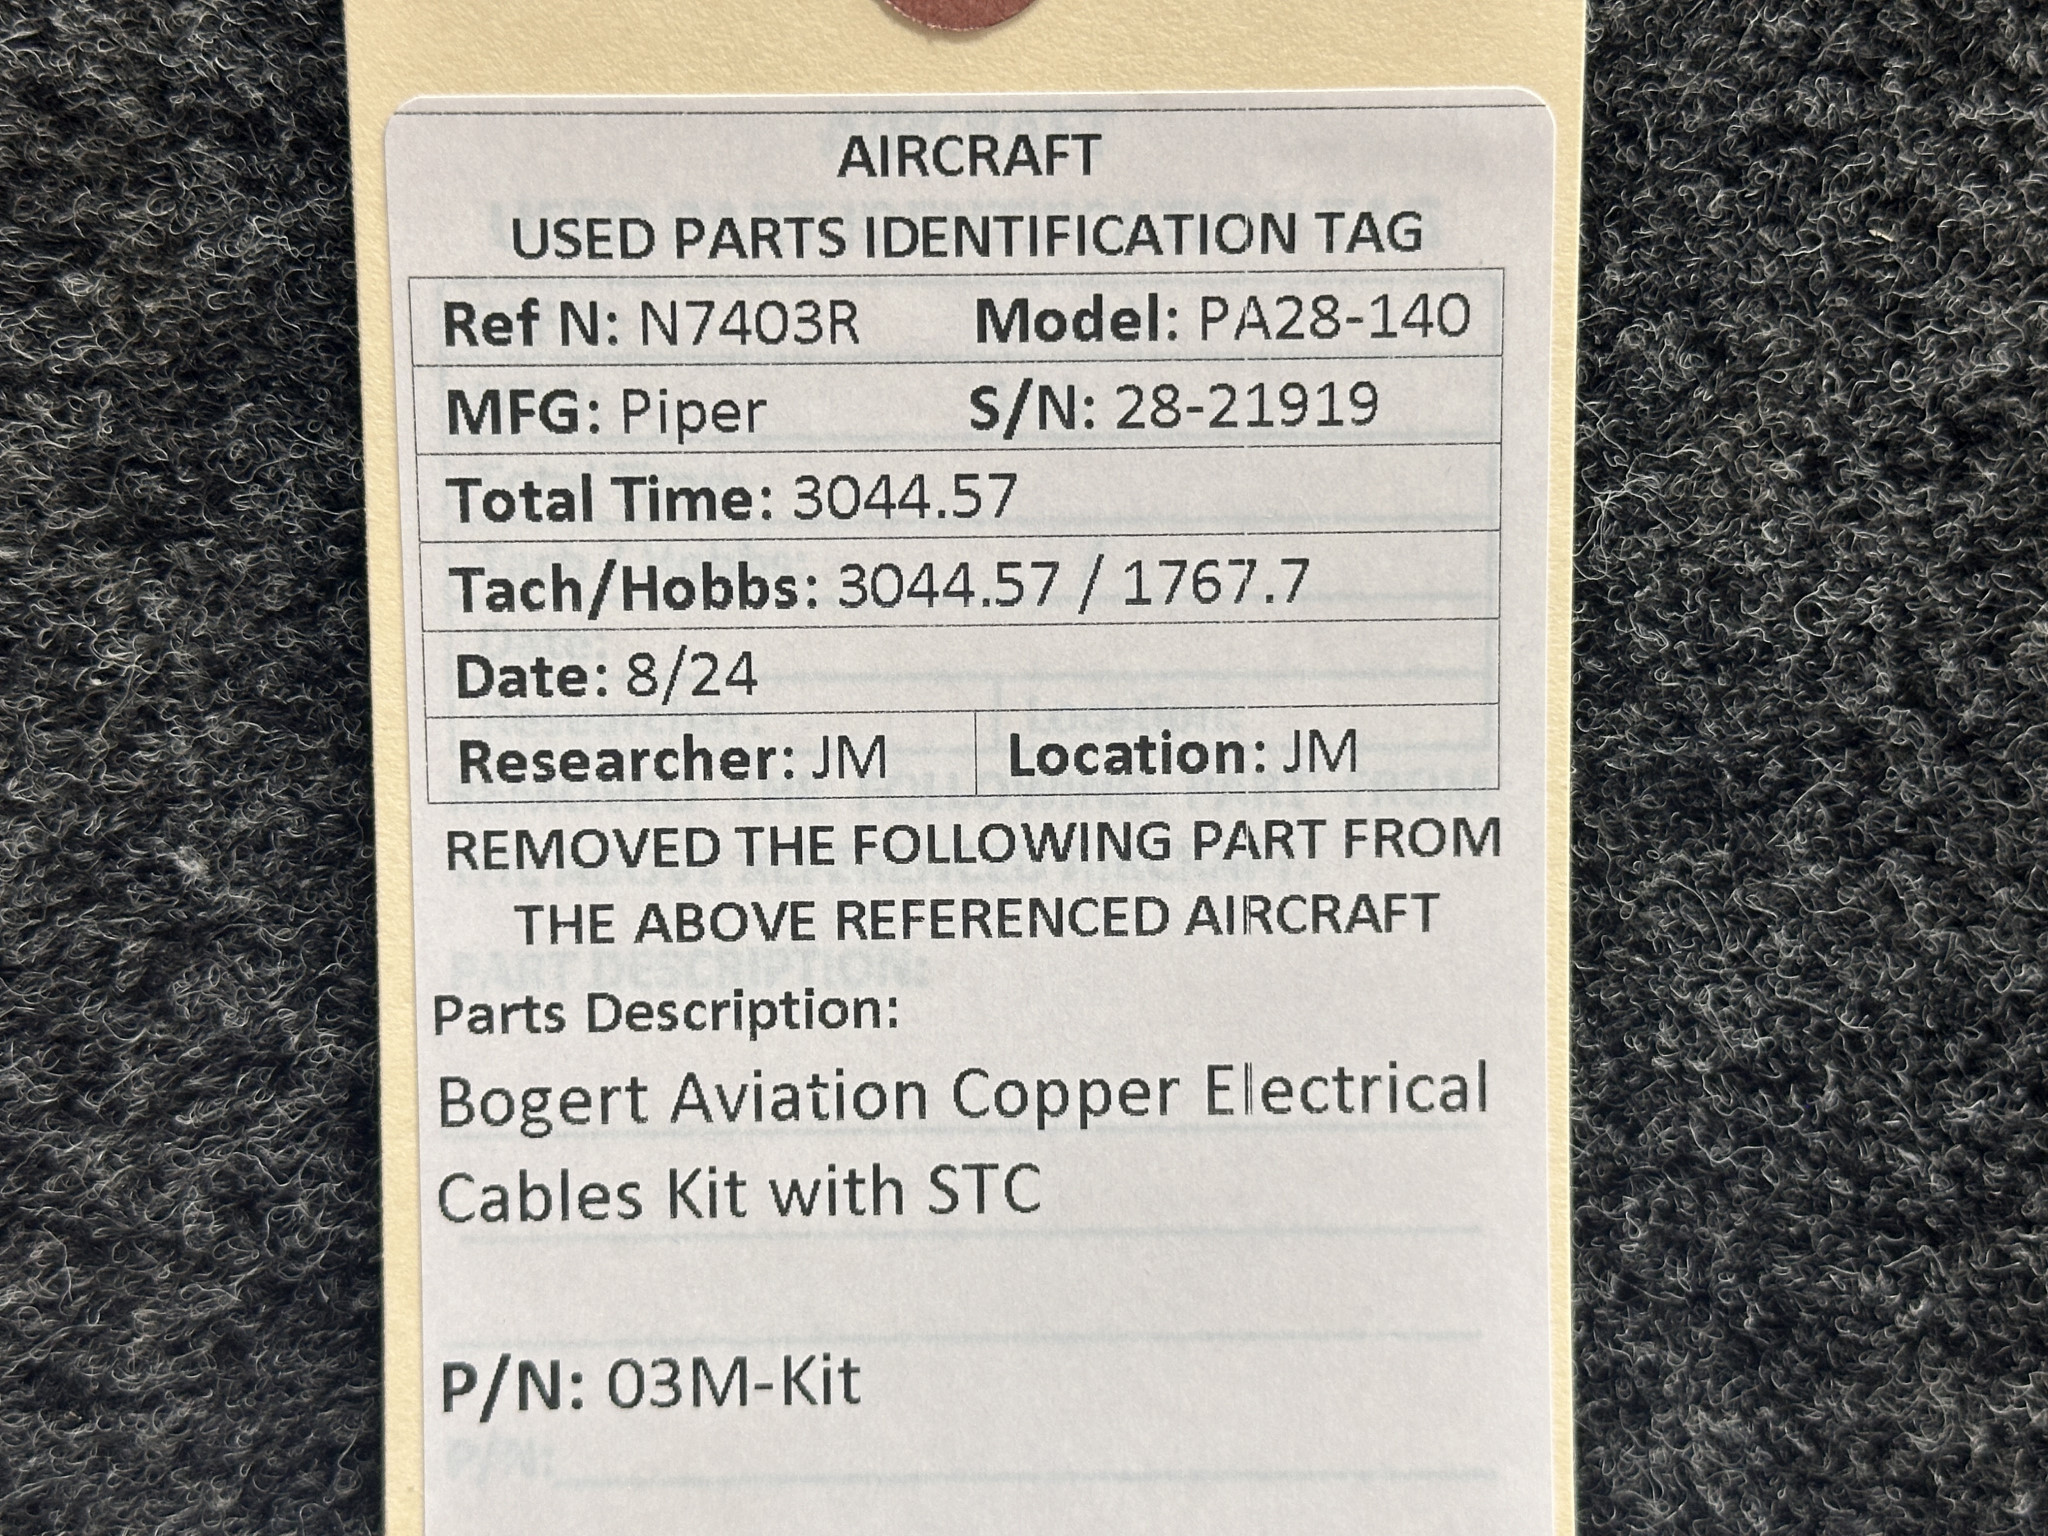 AIRCRAFT
USED PARTS IDENTIFICATION TAG
Ref N: N7403R Model: PA28-140
MFG: Piper S/N: 28-21919
Total Time: 3044.57
Tach/Hobbs: 3044.57 / 1767.7
Date: 8/24
Researcher: JM Location: JM
REMOVED THE FOLLOWING PART FROM
THE ABOVE REFERENCED AIRCRAFT
Parts Description:
Bogert Aviation Copper Electrical
Cables Kit with STC
P/N: 03M-Kit